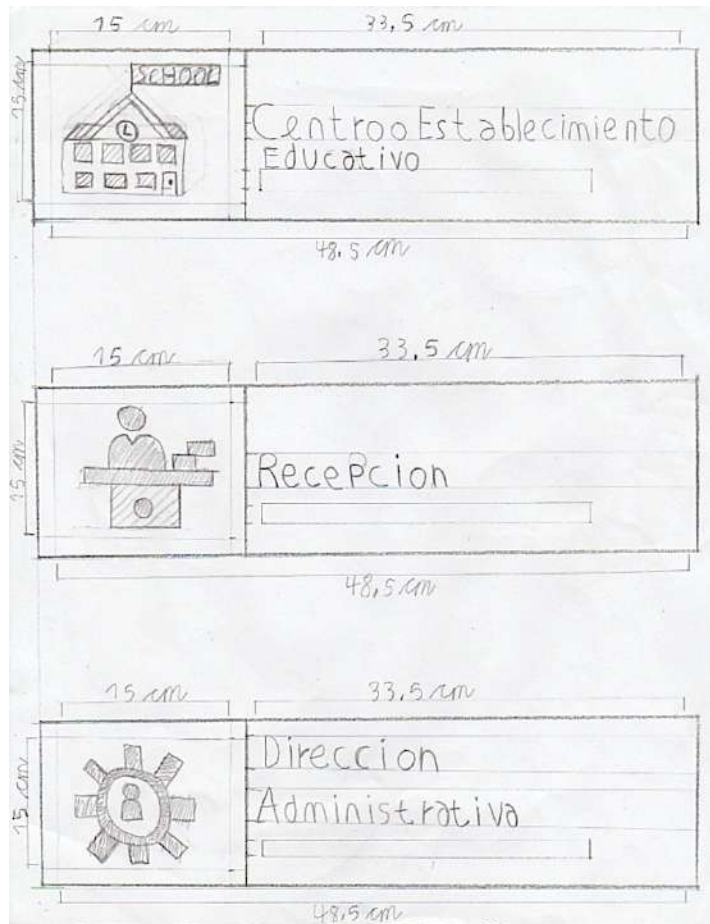 15 cm
33,5 cm
15 cm
SCHOOL
L
Centro o Establecimiento
Educativo
48.5 cm
15 cm
33,5 cm
15 cm
RecePcion
48,5 cm
15 cm
33.5 cm
15 cm
Direccion
Administrativa
48,5 cm